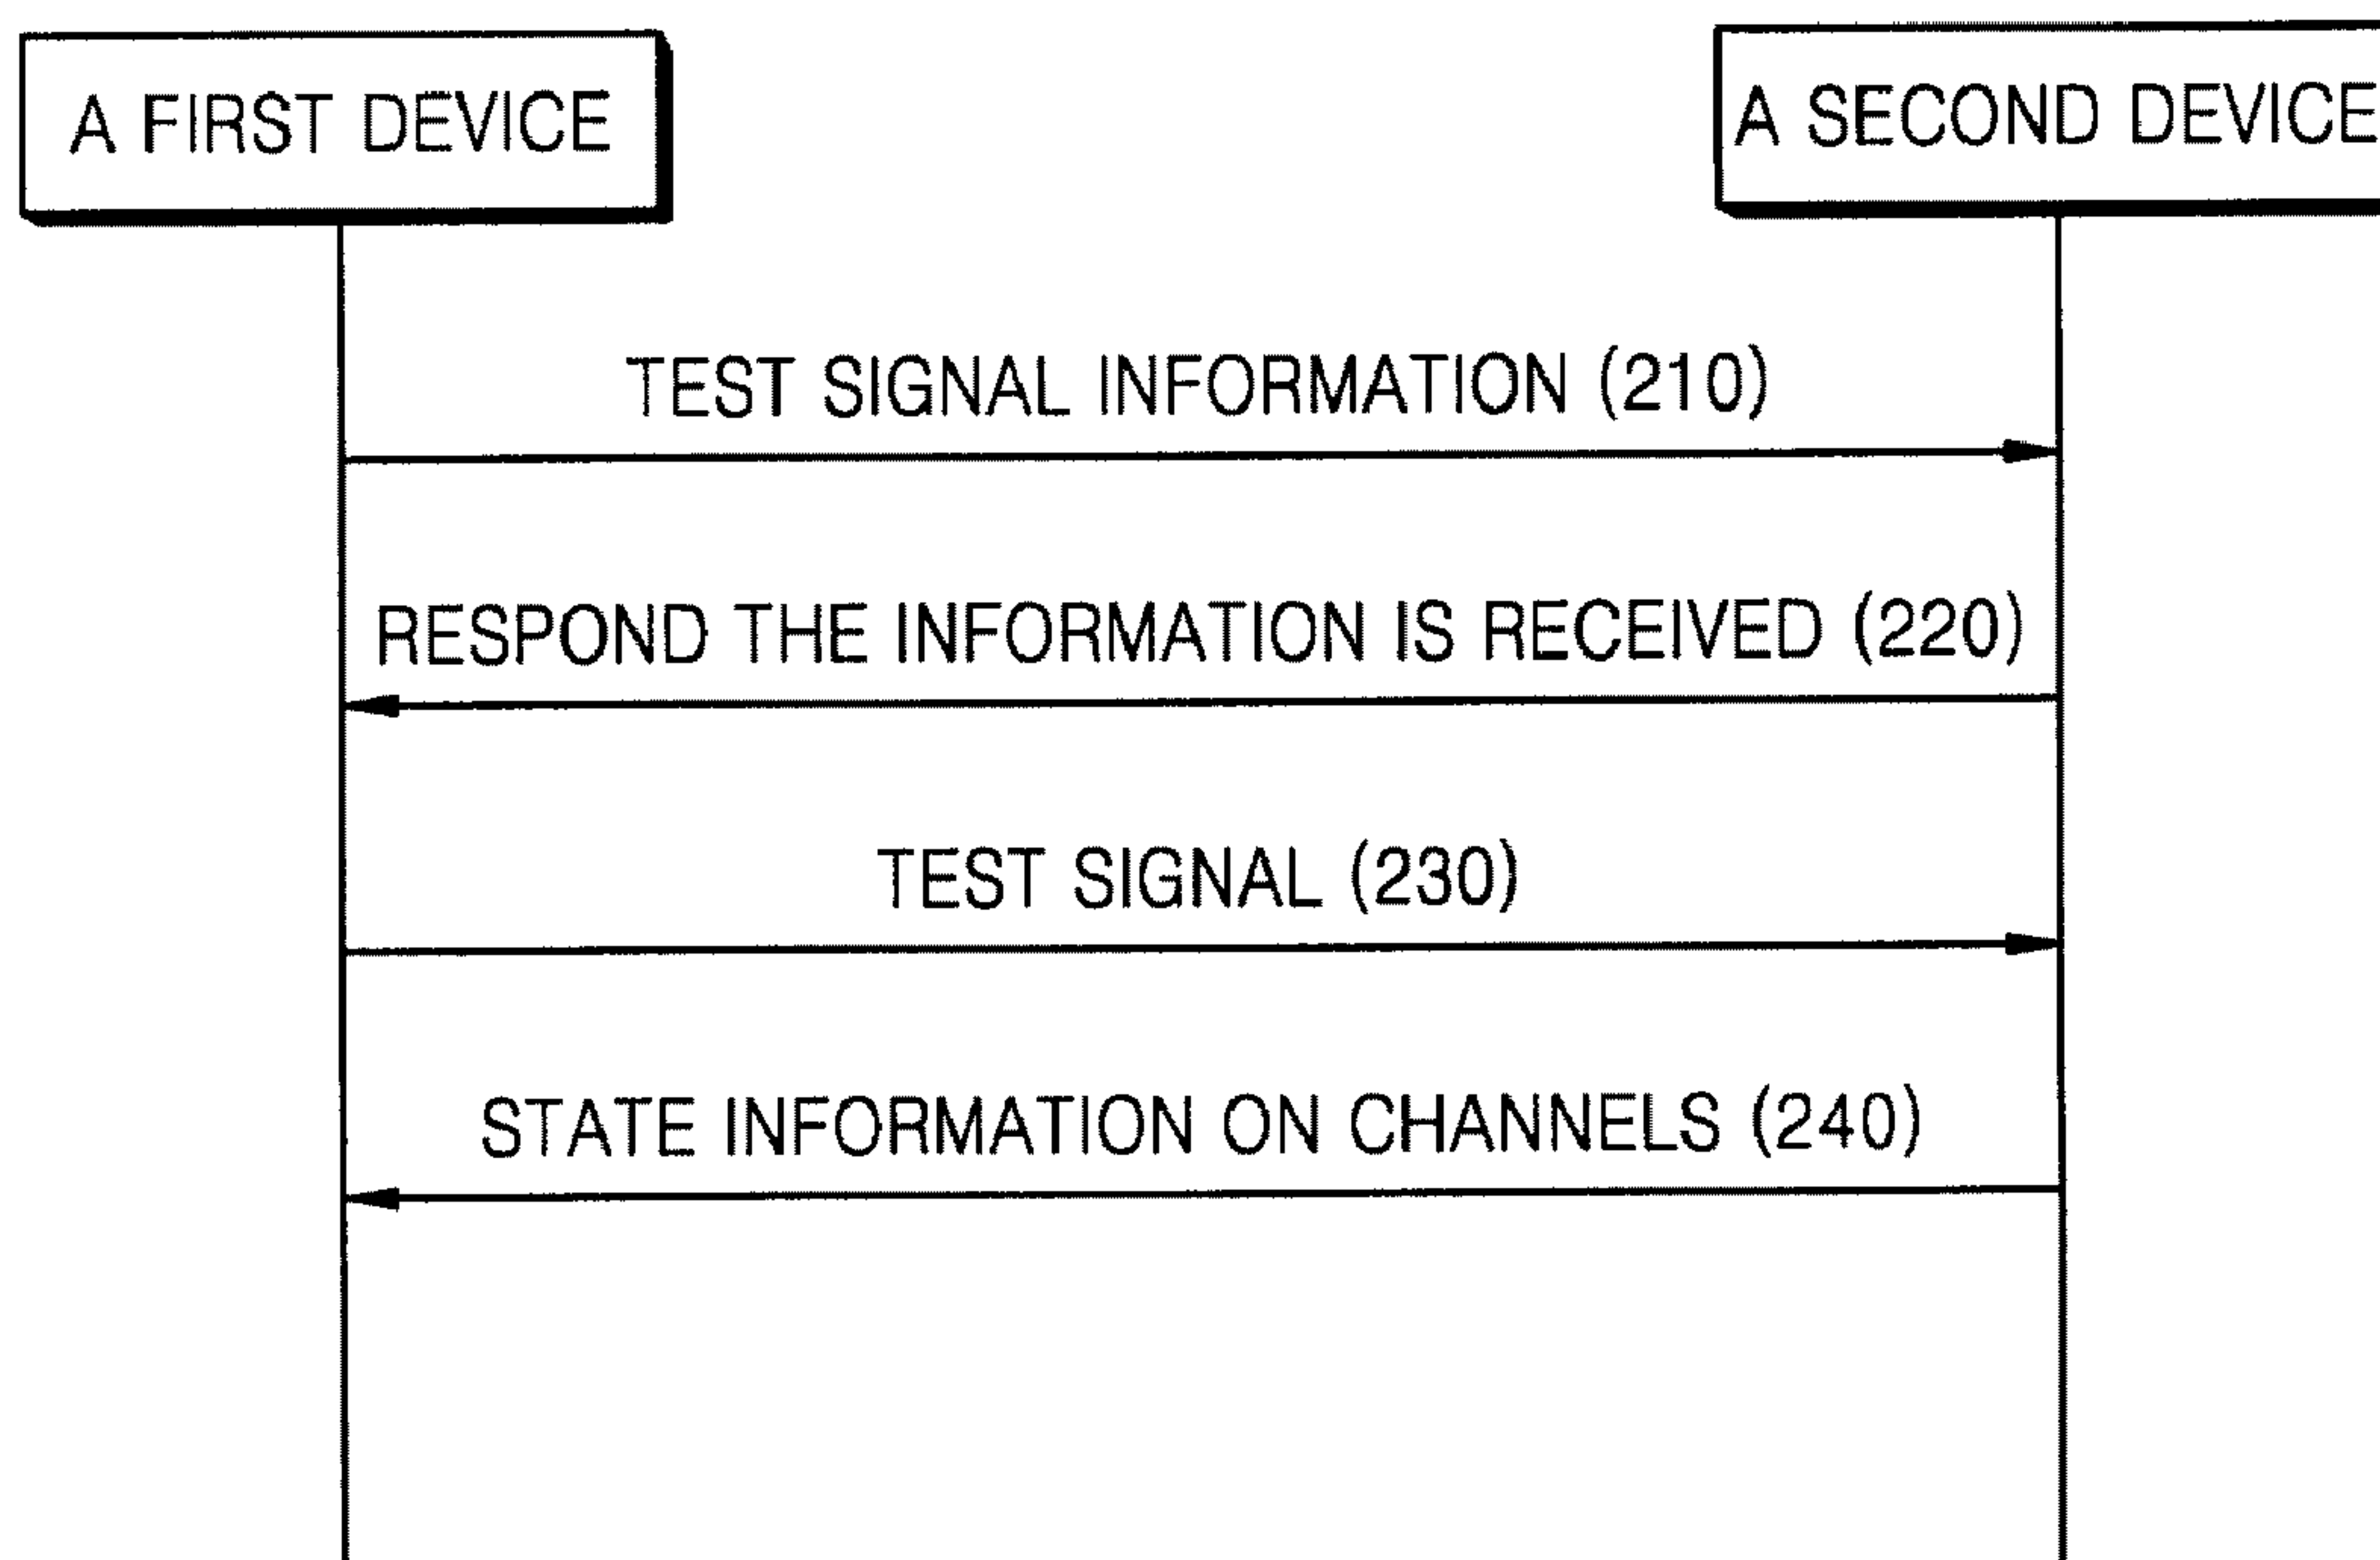 A FIRST DEVICE
A SECOND DEVICE
TEST SIGNAL INFORMATION (210)
RESPOND THE INFORMATION IS RECEIVED (220)
TEST SIGNAL (230)
STATE INFORMATION ON CHANNELS (240)